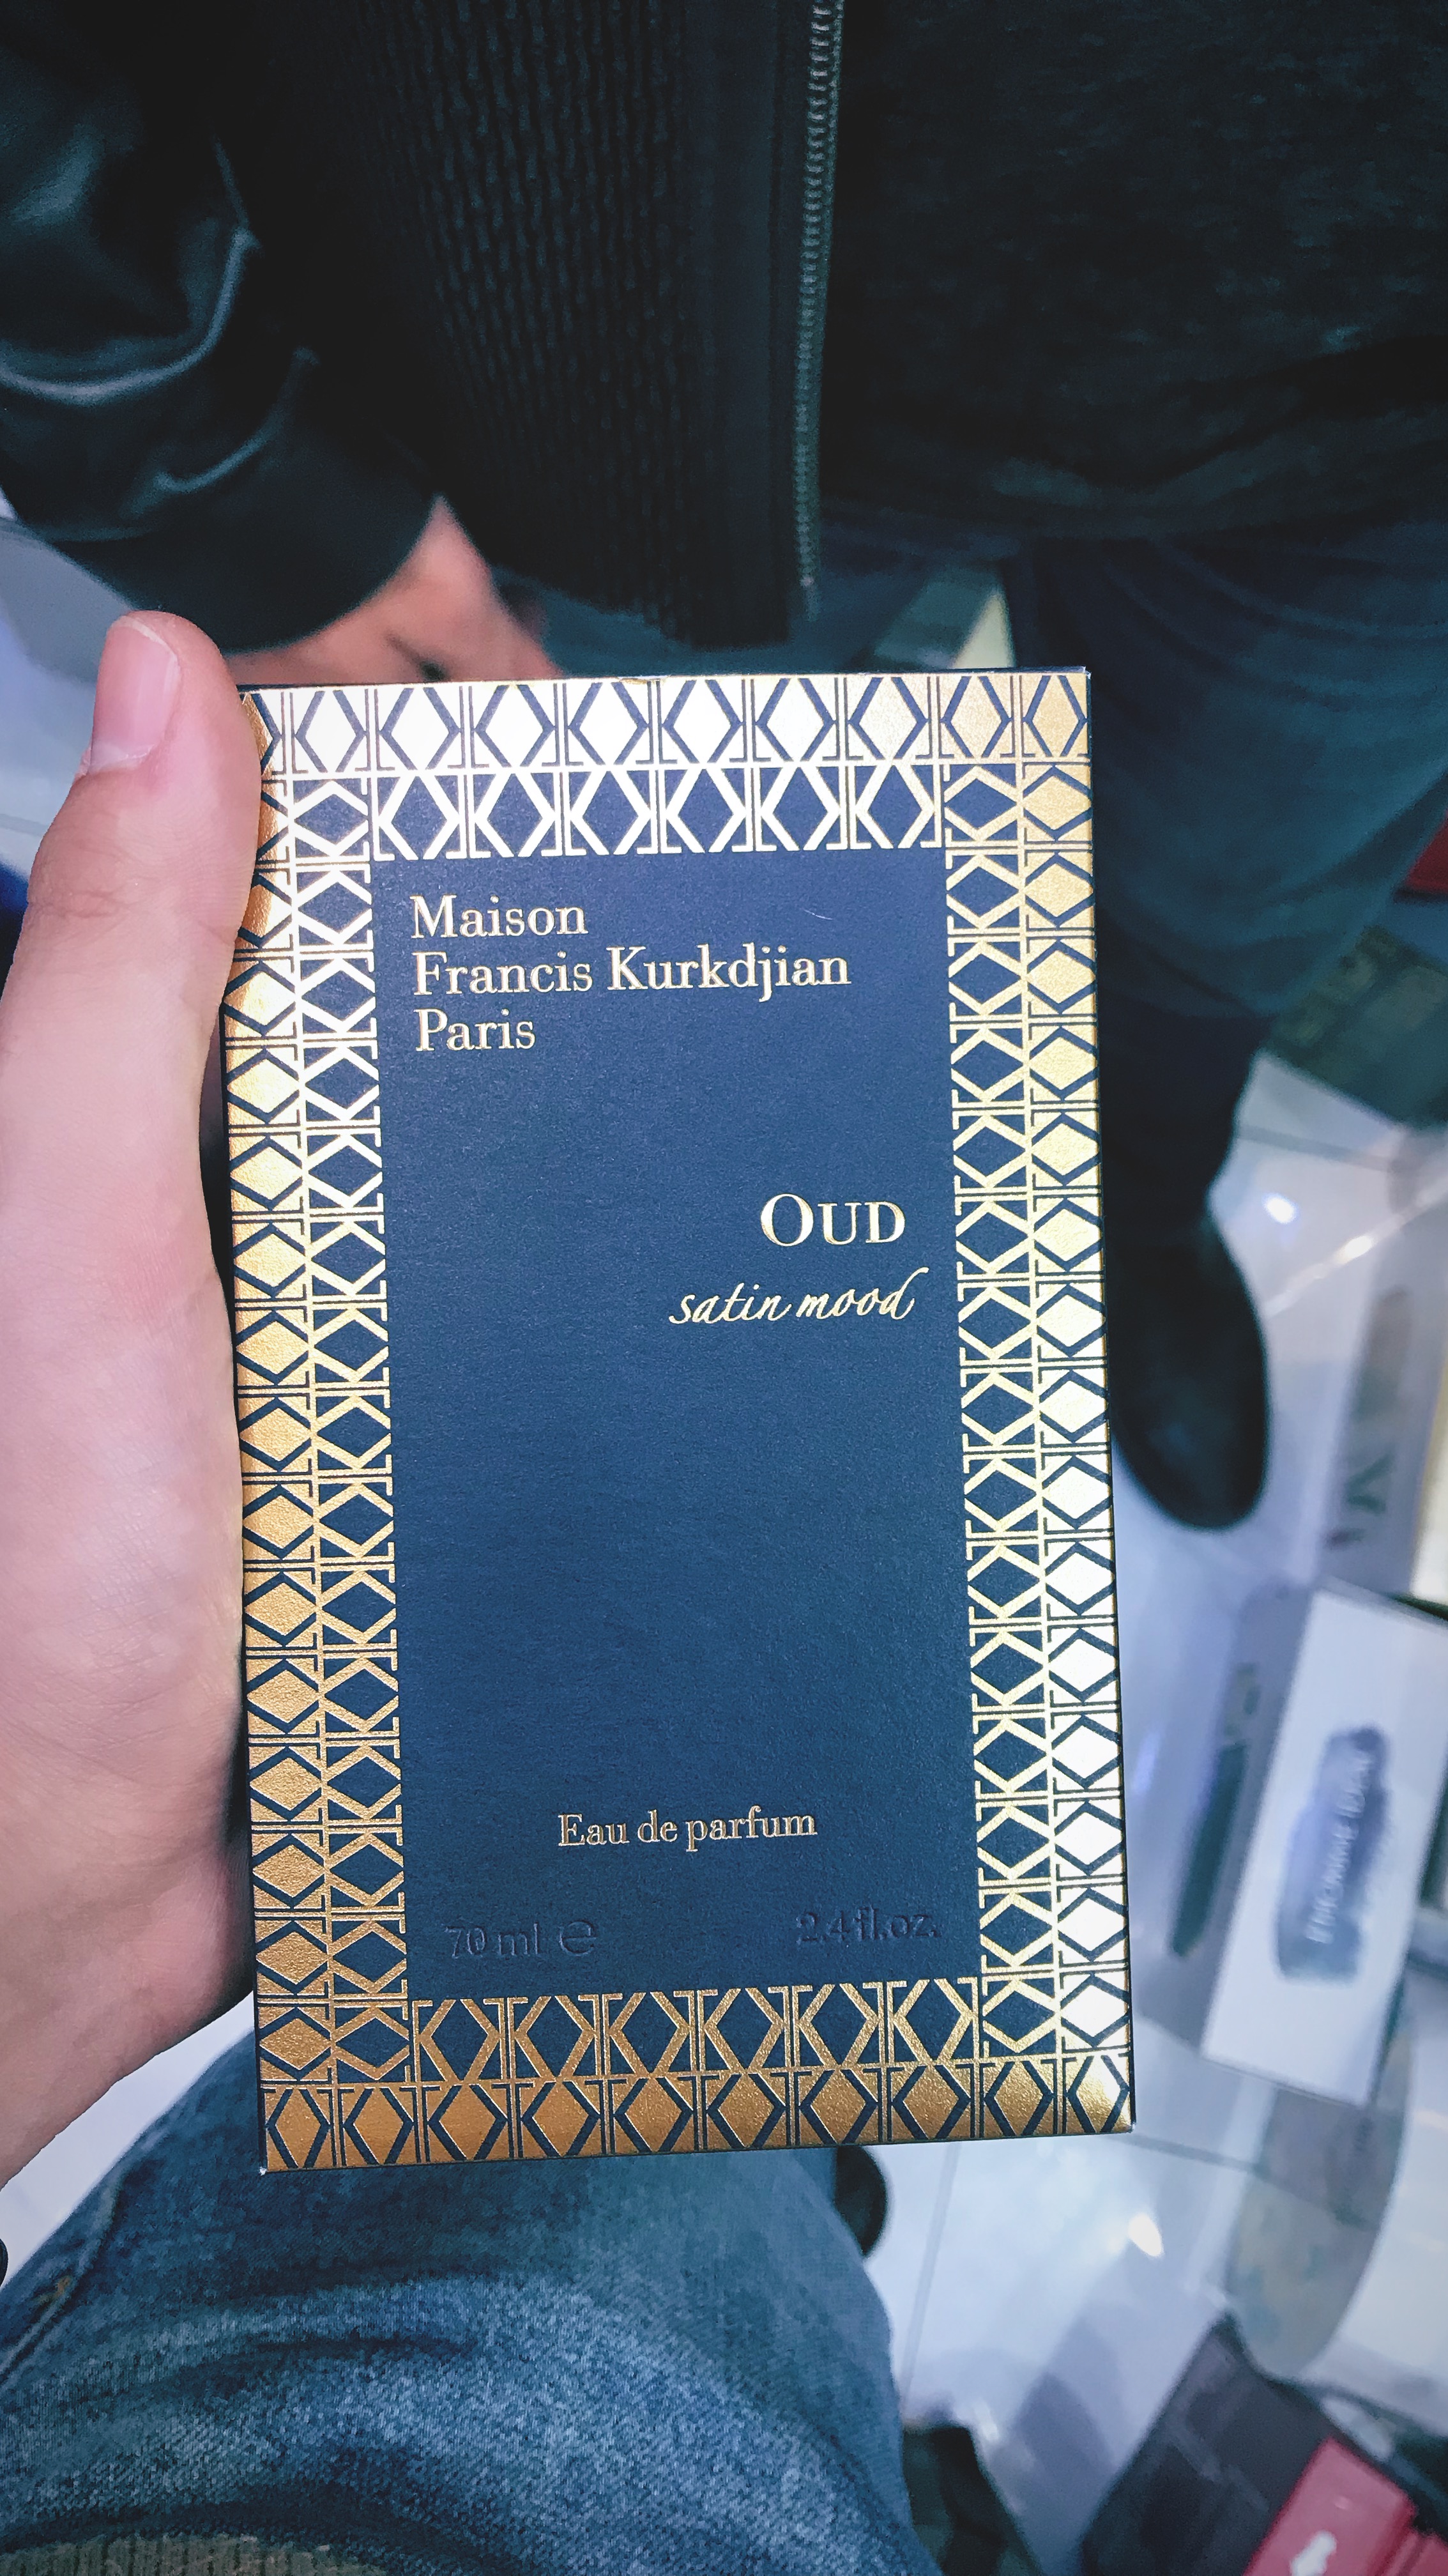 Maison
Francis Kurkdjian
Paris
OUD
satin mood
Eau de parfum
70 ml ℮ 2.4 fl.oz.